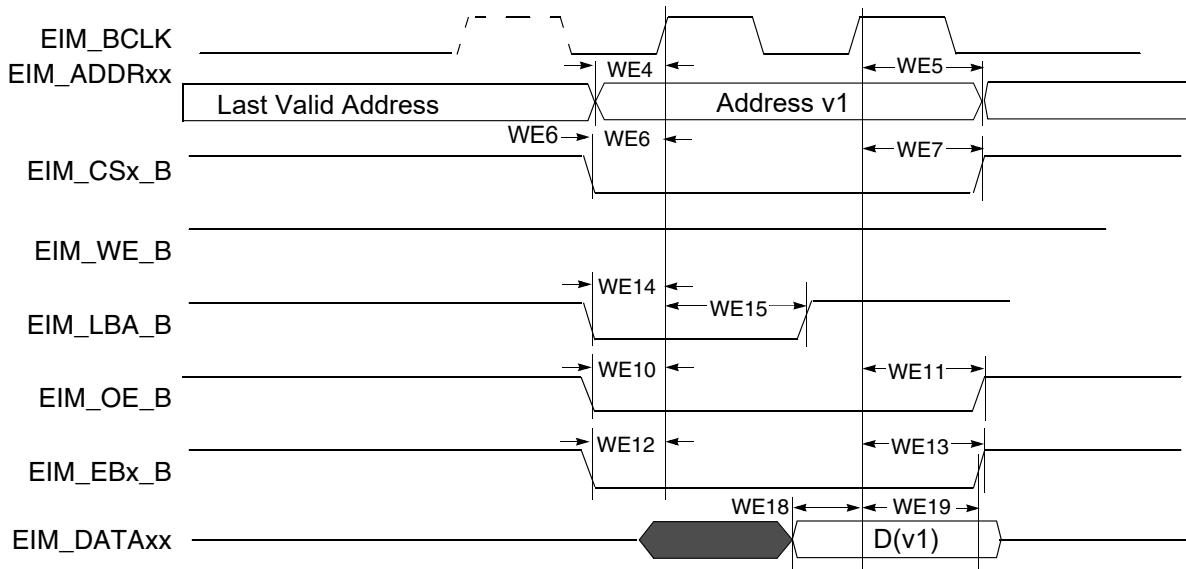 EIM_BCLK
EIM_ADDRxx
WE4
WE5
Last Valid Address
Address v1
WE6
WE6
WE7
EIM_CSx_B
EIM_WE_B
WE14
WE15
EIM_LBA_B
WE10
WE11
EIM_OE_B
WE12
WE13
EIM_EBx_B
WE18
WE19
EIM_DATAxx
D(v1)